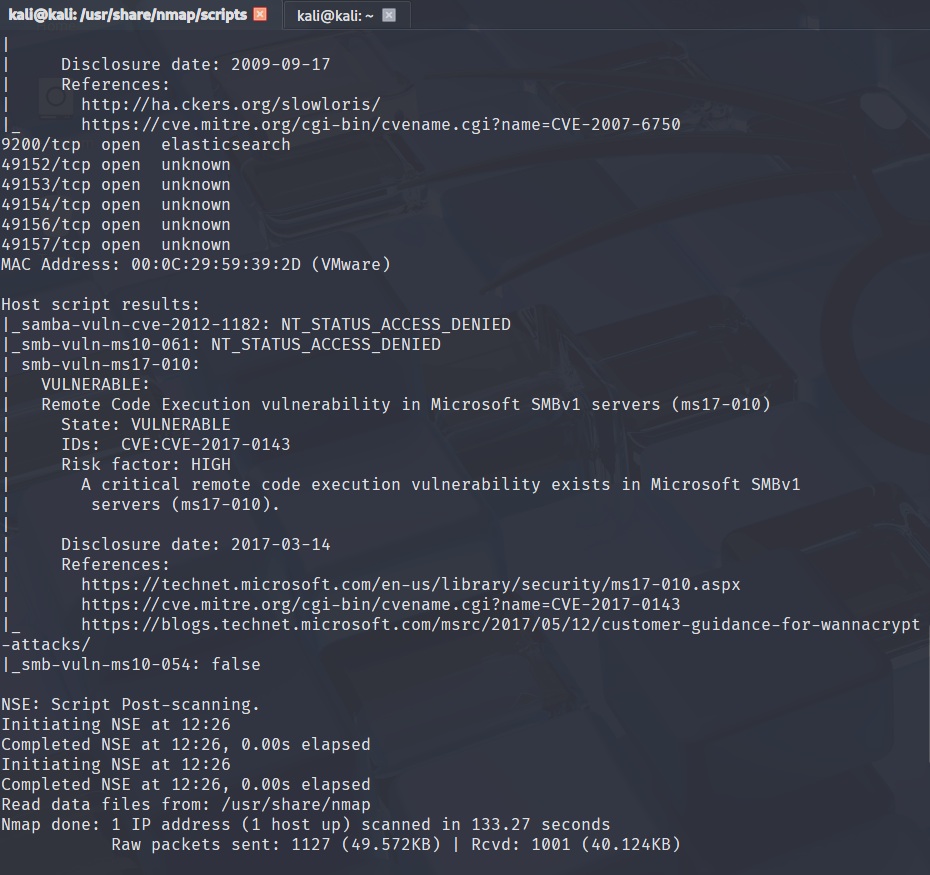 kali@kali: /usr/share/nmap/scripts kali@kali: ~
|
|     Disclosure date: 2009-09-17
|     References:
|       http://ha.ckers.org/slowloris/
|_      https://cve.mitre.org/cgi-bin/cvename.cgi?name=CVE-2007-6750
9200/tcp  open  elasticsearch
49152/tcp open  unknown
49153/tcp open  unknown
49154/tcp open  unknown
49156/tcp open  unknown
49157/tcp open  unknown
MAC Address: 00:0C:29:59:39:2D (VMware)

Host script results:
|_samba-vuln-cve-2012-1182: NT_STATUS_ACCESS_DENIED
|_smb-vuln-ms10-061: NT_STATUS_ACCESS_DENIED
| smb-vuln-ms17-010:
|   VULNERABLE:
|   Remote Code Execution vulnerability in Microsoft SMBv1 servers (ms17-010)
|     State: VULNERABLE
|     IDs:  CVE:CVE-2017-0143
|     Risk factor: HIGH
|       A critical remote code execution vulnerability exists in Microsoft SMBv1
|        servers (ms17-010).
|
|     Disclosure date: 2017-03-14
|     References:
|       https://technet.microsoft.com/en-us/library/security/ms17-010.aspx
|       https://cve.mitre.org/cgi-bin/cvename.cgi?name=CVE-2017-0143
|_      https://blogs.technet.microsoft.com/msrc/2017/05/12/customer-guidance-for-wannacrypt
-attacks/
|_smb-vuln-ms10-054: false

NSE: Script Post-scanning.
Initiating NSE at 12:26
Completed NSE at 12:26, 0.00s elapsed
Initiating NSE at 12:26
Completed NSE at 12:26, 0.00s elapsed
Read data files from: /usr/share/nmap
Nmap done: 1 IP address (1 host up) scanned in 133.27 seconds
           Raw packets sent: 1127 (49.572KB) | Rcvd: 1001 (40.124KB)